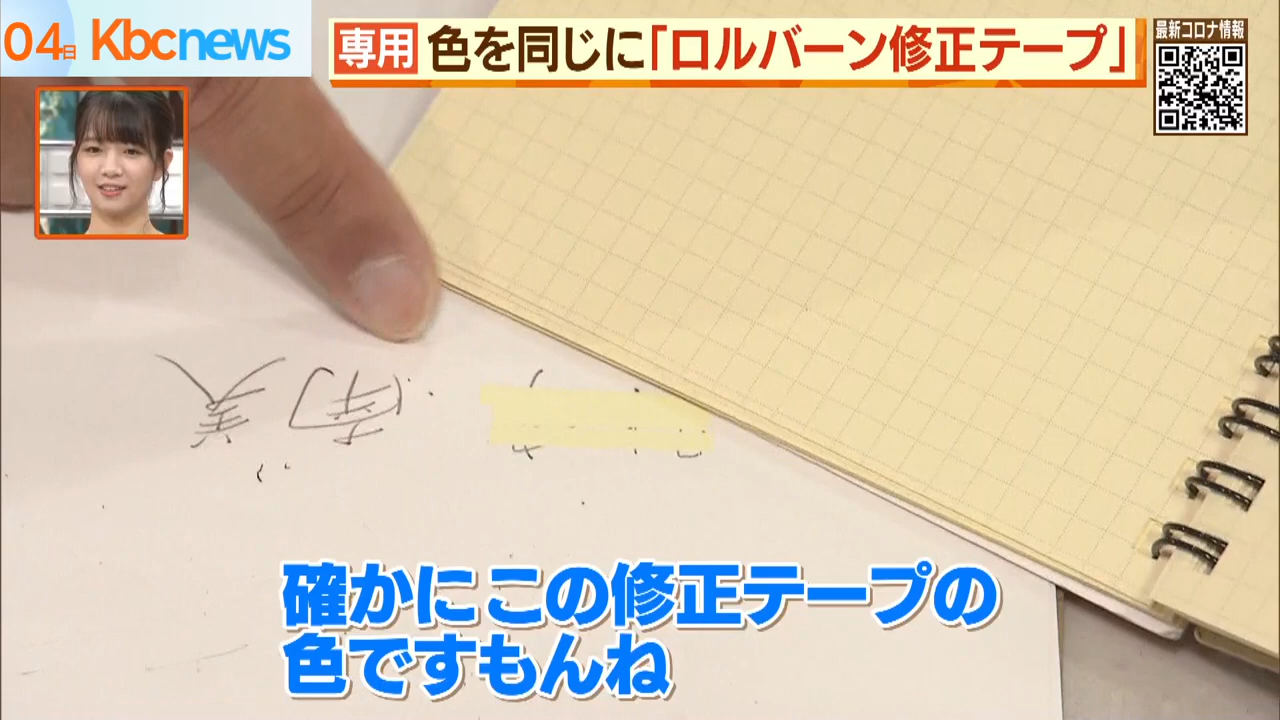 04日 Kbcnews
専用 色を同じに「ロルバーン修正テープ」
最新コロナ情報
確かにこの修正テープの
色ですもんね